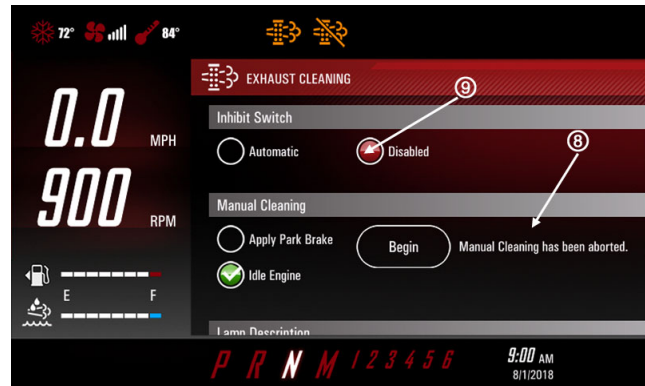 72° 84°
EXHAUST CLEANING
9
Inhibit Switch
Automatic Disabled
8
0.0 MPH
Manual Cleaning
900 RPM
Apply Park Brake Begin Manual Cleaning has been aborted.
Idle Engine
E F
Lamp Description
P R N M 1 2 3 4 5 6
9:00 AM
8/1/2018